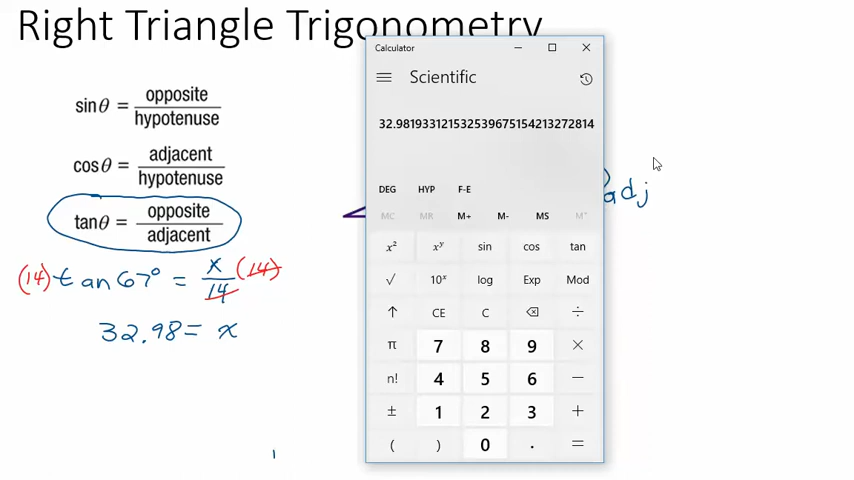 Right Triangle Trigonometry
sinθ = opposite / hypotenuse
cosθ = adjacent / hypotenuse
tanθ = opposite / adjacent
(14) tan 67° = x/14 (14)
32.98 = x
adj
Calculator
Scientific
32.981933121532539675154213272814
DEG HYP F-E
MC MR M+ M- MS M˅
x² xʸ sin cos tan
√ 10ˣ log Exp Mod
↑ CE C ⌫ ÷
π 7 8 9 ×
n! 4 5 6 −
± 1 2 3 +
( ) 0 . =